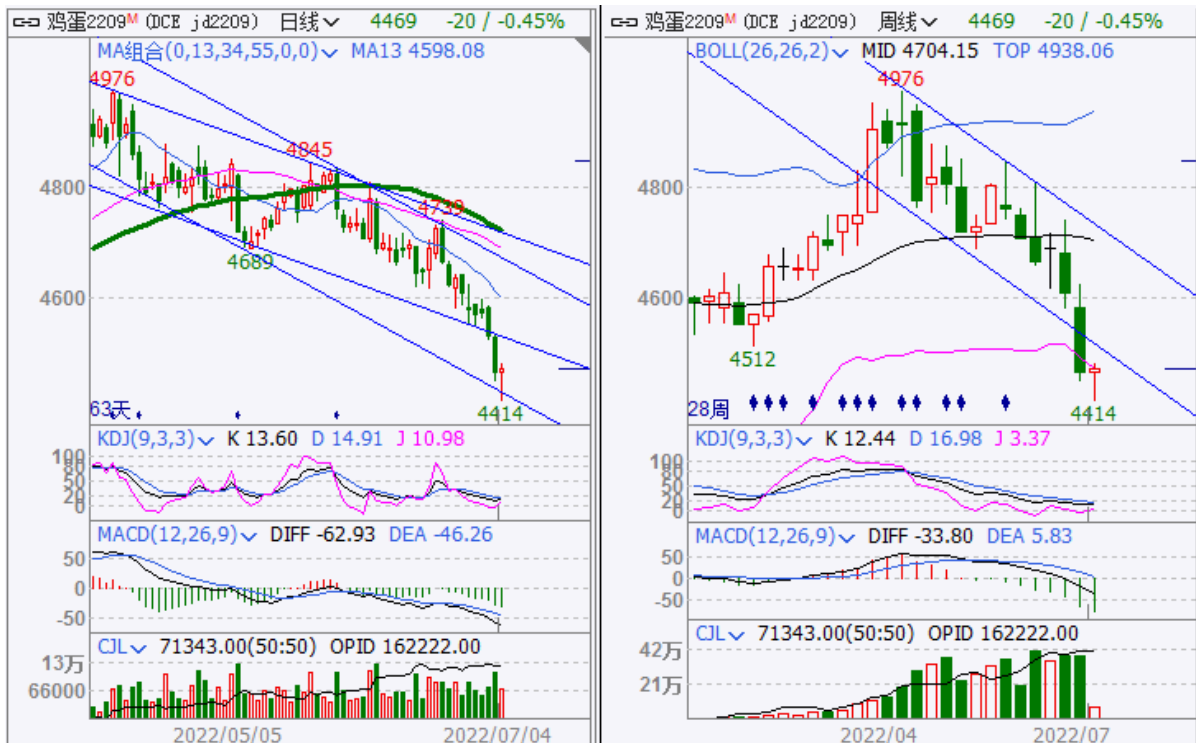 鸡蛋2209M (DCE jd2209) 日线 4469 -20 / -0.45%
MA组合(0,13,34,55,0,0) MA13 4598.08
4976
4845
4800
4739
4689
4600
63天
4414
KDJ(9,3,3) K 13.60 D 14.91 J 10.98
100
80
50
20
0
MACD(12,26,9) DIFF -62.93 DEA -46.26
50
0
-50
CJL 71343.00(50:50) OPID 162222.00
13万
66000
2022/05/05 2022/07/04
鸡蛋2209M (DCE jd2209) 周线 4469 -20 / -0.45%
BOLL(26,26,2) MID 4704.15 TOP 4938.06
4976
4800
4600
4512
28周
4414
KDJ(9,3,3) K 12.44 D 16.98 J 3.37
100
80
50
20
0
MACD(12,26,9) DIFF -33.80 DEA 5.83
50
0
-50
CJL 71343.00(50:50) OPID 162222.00
42万
21万
2022/04 2022/07